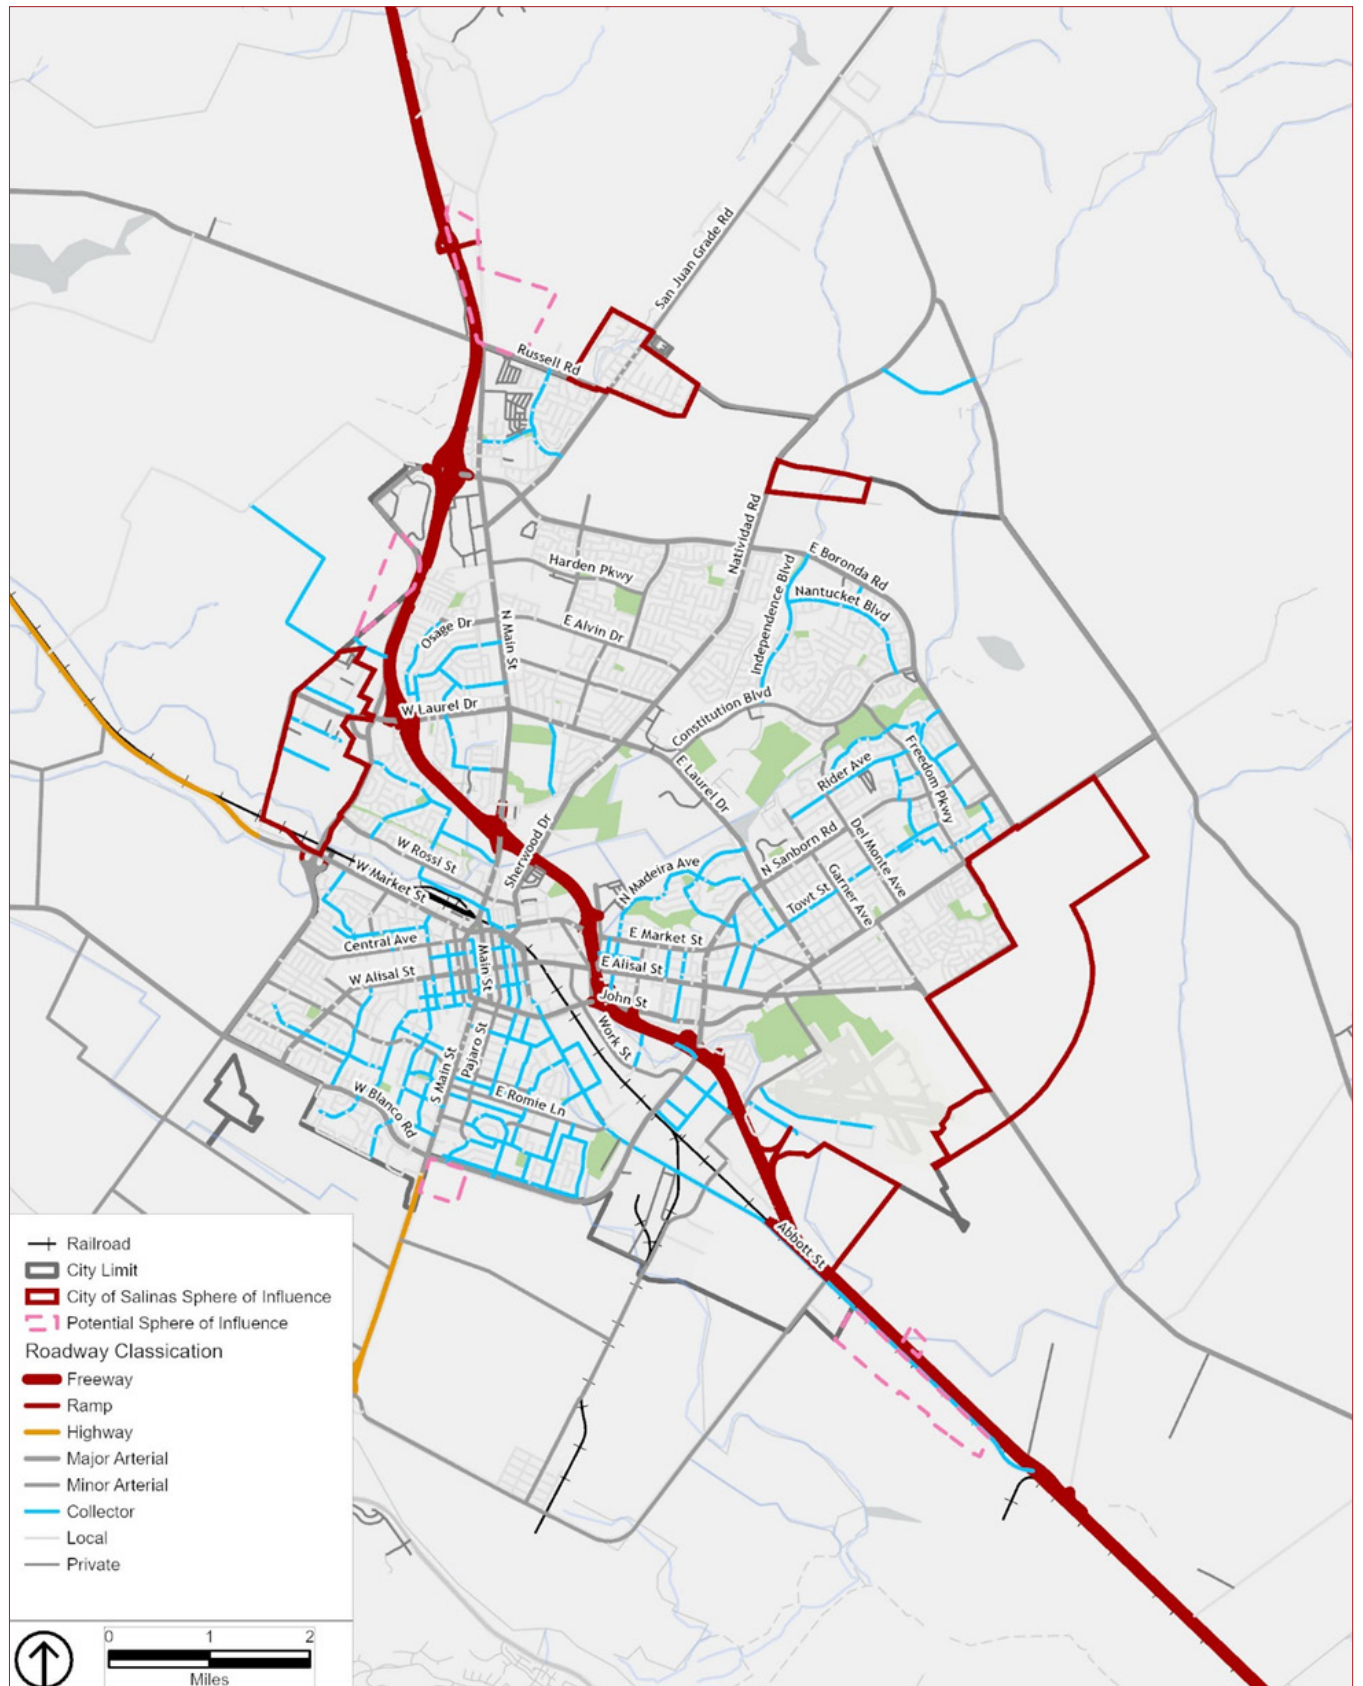 San Juan Grade Rd
Russell Rd
Natividad Rd
Harden Pkwy
E Boronda Rd
Independence Blvd
Nantucket Blvd
Osage Dr
N Main St
E Alvin Dr
W Laurel Dr
Constitution Blvd
E Laurel Dr
Rider Ave
Freedom Pkwy
Sherwood Dr
W Rossi St
N Sanborn Rd
Del Monte Ave
W Market St
N Madeira Ave
Towt St
Garner Ave
Central Ave
Main St
E Market St
W Alisal St
E Alisal St
John St
Work St
Pajaro St
S Main St
W Blanco Rd
E Romie Ln
Abbott St
Railroad
City Limit
City of Salinas Sphere of Influence
Potential Sphere of Influence
Roadway Classication
Freeway
Ramp
Highway
Major Arterial
Minor Arterial
Collector
Local
Private
0 1 2
Miles